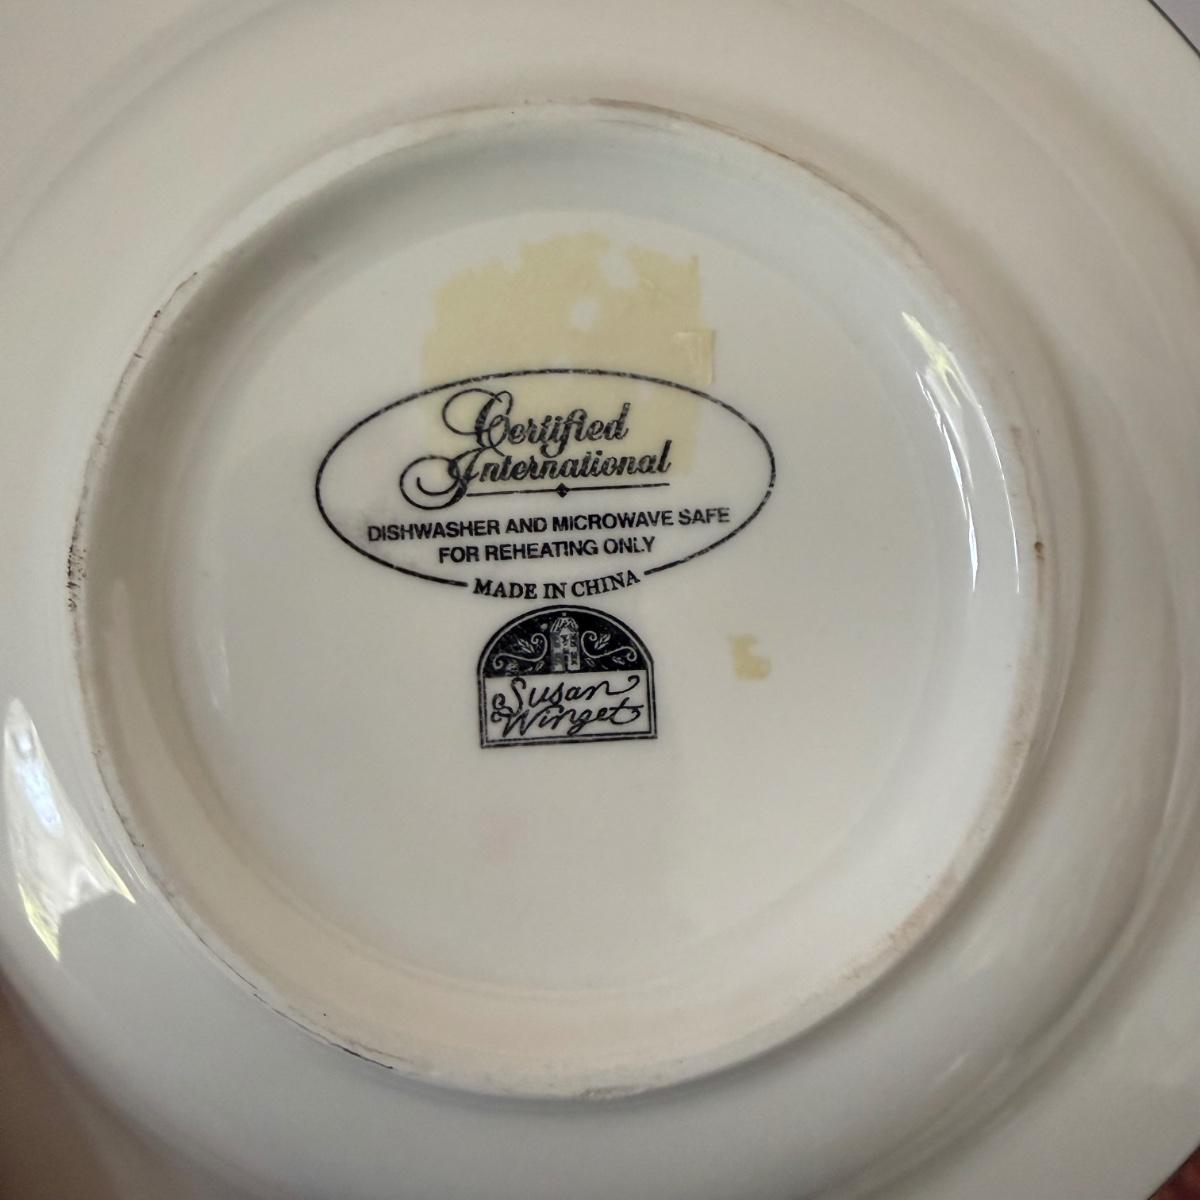 Certified
International
DISHWASHER AND MICROWAVE SAFE
FOR REHEATING ONLY
MADE IN CHINA
Susan
Winget